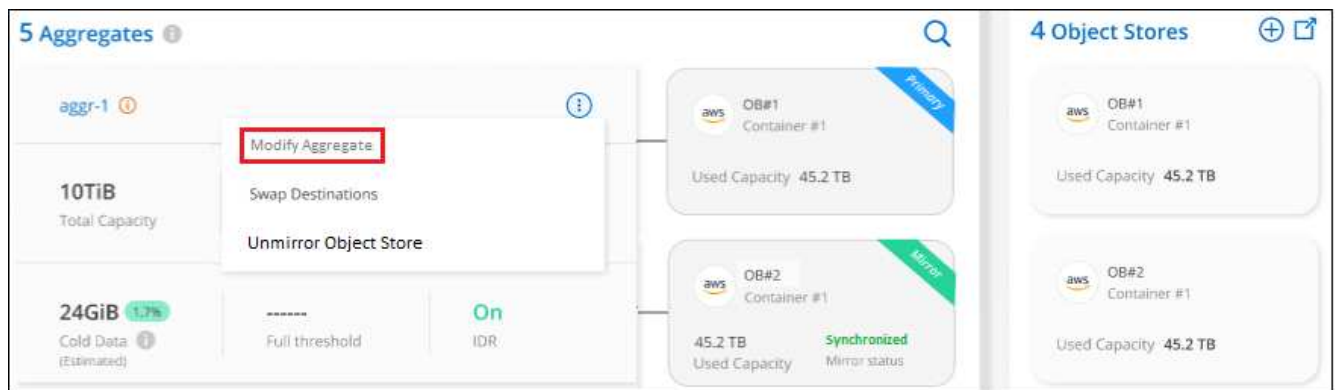 5 Aggregates
4 Object Stores
aggr-1
Modify Aggregate
Swap Destinations
Unmirror Object Store
10TiB
Total Capacity
24GiB 1.7%
Cold Data
(Estimated)
------
Full threshold
On
IDR
Primary
aws
OB#1
Container #1
Used Capacity 45.2 TB
Mirror
aws
OB#2
Container #1
45.2 TB
Used Capacity
Synchronized
Mirror status
aws
OB#1
Container #1
Used Capacity 45.2 TB
aws
OB#2
Container #1
Used Capacity 45.2 TB